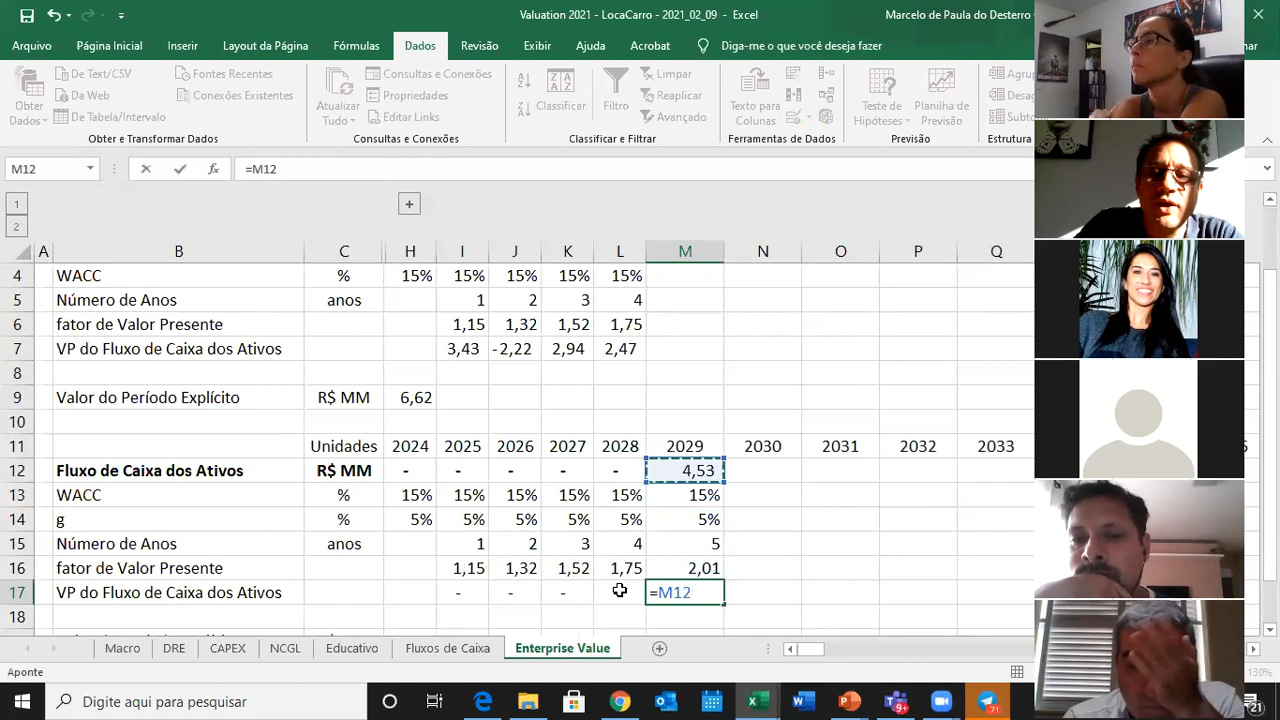 Valuation 2021 - LocaCarro - 2021_02_09 - Excel
Marcelo de Paula do Desterro
Arquivo Página Inicial Inserir Layout da Página Fórmulas Dados Revisão Exibir Ajuda Acrobat Diga-me o que você deseja fazer
Obter Dados
De Text/CSV
Da Web
De Tabela/Intervalo
Fontes Recentes
Conexões Existentes
Obter e Transformar Dados
Atualizar Tudo
Consultas e Conexões
Propriedades
Editar Links
Consultas e Conexões
Classificar
Filtro
Limpar
Reaplicar
Avançado
Classificar e Filtrar
Texto para Colunas
Ferramentas de Dados
Teste de Hipóteses
Planilha de Previsão
Previsão
Estrutura
M12 fx =M12
1
2
A B C H I J K L M N O P Q
4 WACC % 15% 15% 15% 15% 15%
5 Número de Anos anos 1 2 3 4
6 fator de Valor Presente 1,15 1,32 1,52 1,75
7 VP do Fluxo de Caixa dos Ativos 3,43 -2,22 2,94 2,47
8
9 Valor do Período Explícito R$ MM 6,62
10
11 Unidades 2024 2025 2026 2027 2028 2029 2030 2031 2032 2033
12 Fluxo de Caixa dos Ativos R$ MM - - - - - 4,53
13 WACC % 15% 15% 15% 15% 15% 15%
14 g % 5% 5% 5% 5% 5% 5%
15 Número de Anos anos 1 2 3 4 5
16 fator de Valor Presente 1,15 1,32 1,52 1,75 2,01
17 VP do Fluxo de Caixa dos Ativos - - - =M12
18
Macro DRE CAPEX NCGL Educativo Fluxos de Caixa Enterprise Value
Aponte
130%
Digite aqui para pesquisar
21